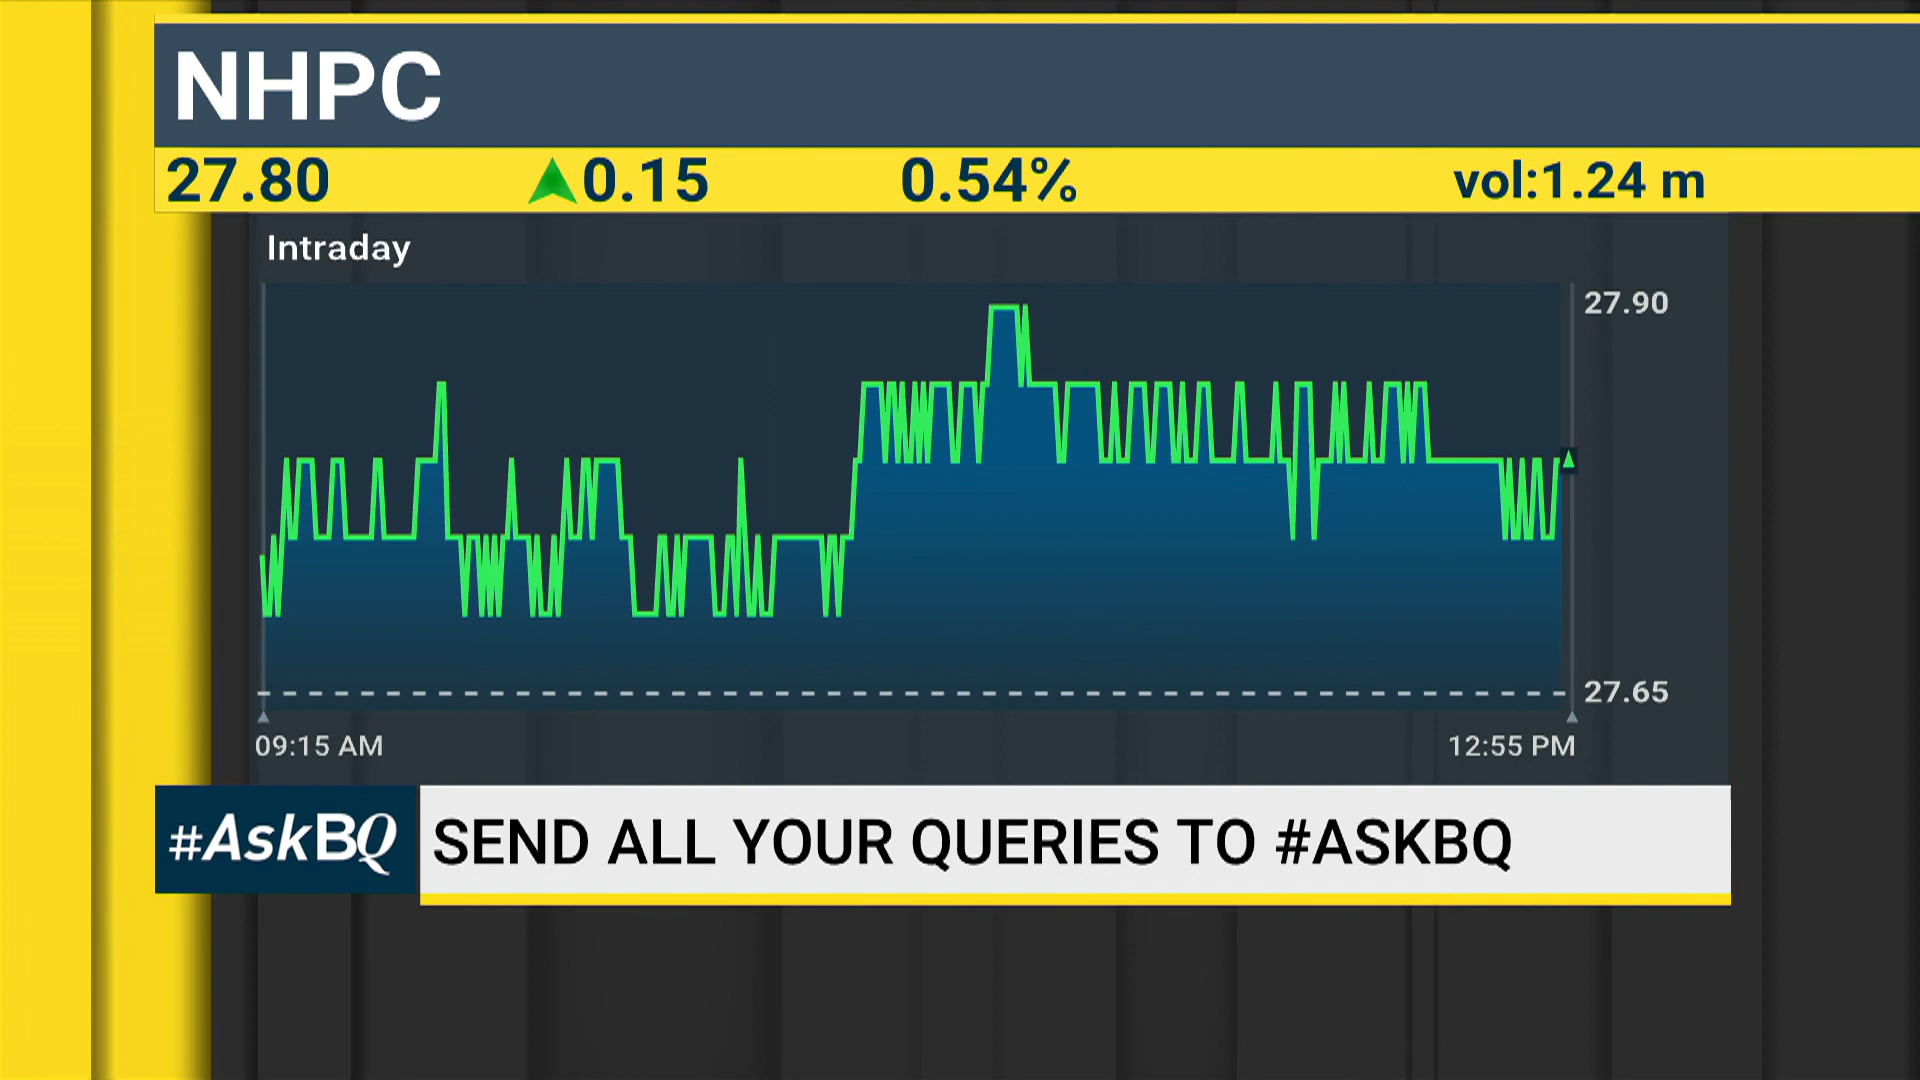 NHPC
27.80 ▲0.15 0.54% vol:1.24 m
Intraday
27.90
27.65
09:15 AM 12:55 PM
#AskBQ SEND ALL YOUR QUERIES TO #ASKBQ